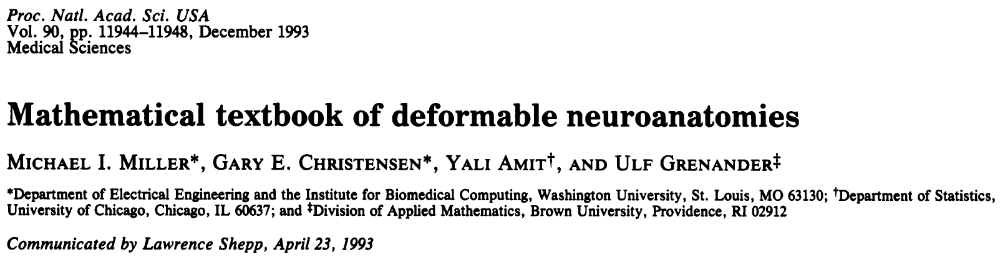 Proc. Natl. Acad. Sci. USA
Vol. 90, pp. 11944–11948, December 1993
Medical Sciences
Mathematical textbook of deformable neuroanatomies
MICHAEL I. MILLER*, GARY E. CHRISTENSEN*, YALI AMIT†, AND ULF GRENANDER‡
*Department of Electrical Engineering and the Institute for Biomedical Computing, Washington University, St. Louis, MO 63130; †Department of Statistics,
University of Chicago, Chicago, IL 60637; and ‡Division of Applied Mathematics, Brown University, Providence, RI 02912
Communicated by Lawrence Shepp, April 23, 1993